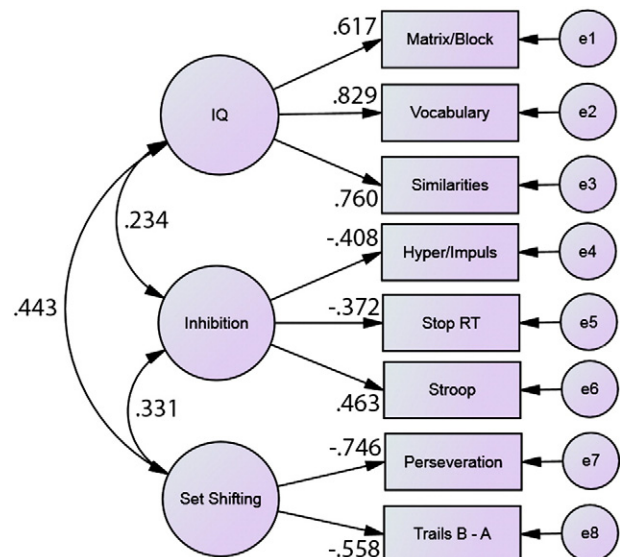 .617
Matrix/Block
e1
IQ
.829
Vocabulary
e2
Similarities
e3
.760
.234
-.408
Hyper/Impuls
e4
.443
Inhibition
-.372
Stop RT
e5
Stroop
e6
.463
.331
-.746
Perseveration
e7
Set Shifting
Trails B - A
e8
-.558